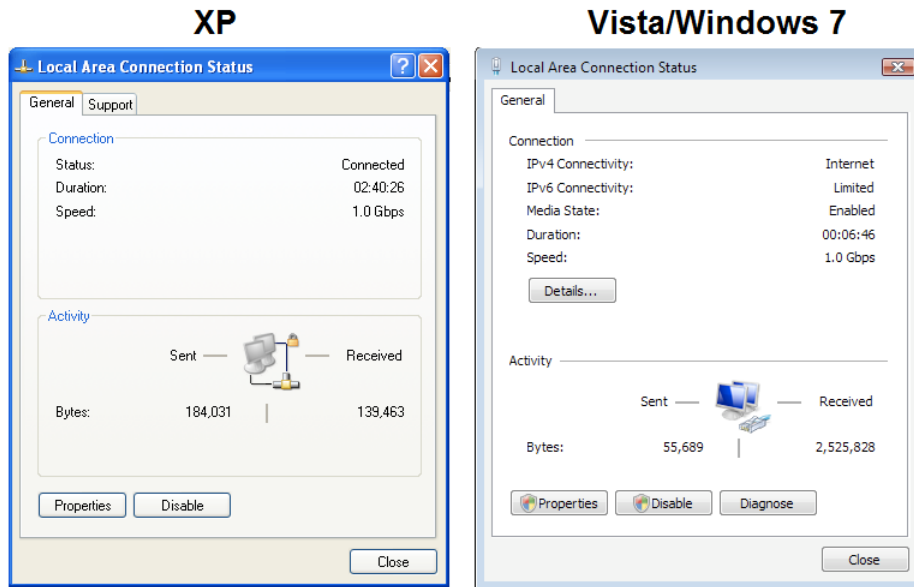 XP
Local Area Connection Status
General Support
Connection
Status: Connected
Duration: 02:40:26
Speed: 1.0 Gbps
Activity
Sent Received
Bytes: 184,031 139,463
Properties Disable
Close
Vista/Windows 7
Local Area Connection Status
General
Connection
IPv4 Connectivity: Internet
IPv6 Connectivity: Limited
Media State: Enabled
Duration: 00:06:46
Speed: 1.0 Gbps
Details...
Activity
Sent Received
Bytes: 55,689 2,525,828
Properties Disable Diagnose
Close